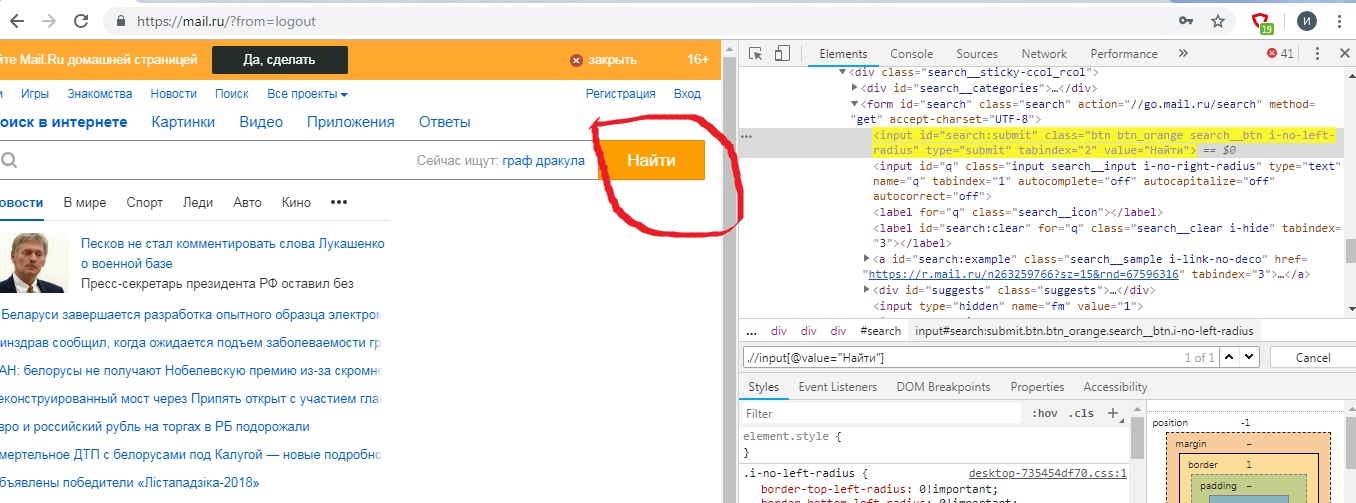 https://mail.ru/?from=logout
19
И
йте Mail.Ru домашней страницей Да, сделать закрыть 16+
и Игры Знакомства Новости Поиск Все проекты Регистрация Вход
оиск в интернете Картинки Видео Приложения Ответы
Сейчас ищут: граф дракула Найти
овости В мире Спорт Леди Авто Кино •••
Песков не стал комментировать слова Лукашенко
о военной базе
Пресс-секретарь президента РФ оставил без
Беларуси завершается разработка опытного образца электром
инздрав сообщил, когда ожидается подъем заболеваемости гр
АН: белорусы не получают Нобелевскую премию из-за скромно
еконструированный мост через Припять открыт с участием гла
вро и российский рубль на торгах в РБ подорожали
мертельное ДТП с белорусами под Калугой — новые подробно
бъявлены победители «Лістападзіка-2018»
Elements Console Sources Network Performance » 41
<div class="search__sticky-ccol_rcol">
<div id="search__categories">…</div>
<form id="search" class="search" action="//go.mail.ru/search" method=
"get" accept-charset="UTF-8">
… <input id="search:submit" class="btn btn_orange search__btn i-no-left-
radius" type="submit" tabindex="2" value="Найти"> == $0
<input id="q" class="input search__input i-no-right-radius" type="text"
name="q" tabindex="1" autocomplete="off" autocapitalize="off"
autocorrect="off">
<label for="q" class="search__icon"></label>
<label id="search:clear" for="q" class="search__clear i-hide" tabindex=
"3"></label>
<a id="search:example" class="search__sample i-link-no-deco" href=
"https://r.mail.ru/n263259766?sz=15&rnd=67596316" tabindex="3">…</a>
<div id="suggests" class="suggests">…</div>
<input type="hidden" name="fm" value="1">
... div div div #search input#search:submit.btn.btn_orange.search__btn.i-no-left-radius
.//input[@value="Найти"] 1 of 1 Cancel
Styles Event Listeners DOM Breakpoints Properties Accessibility
Filter :hov .cls +
element.style {
}
.i-no-left-radius { desktop-735454df70.css:1
border-top-left-radius: 0!important;
border-bottom-left-radius: 0!important;
position -1
margin –
border 1
padding –